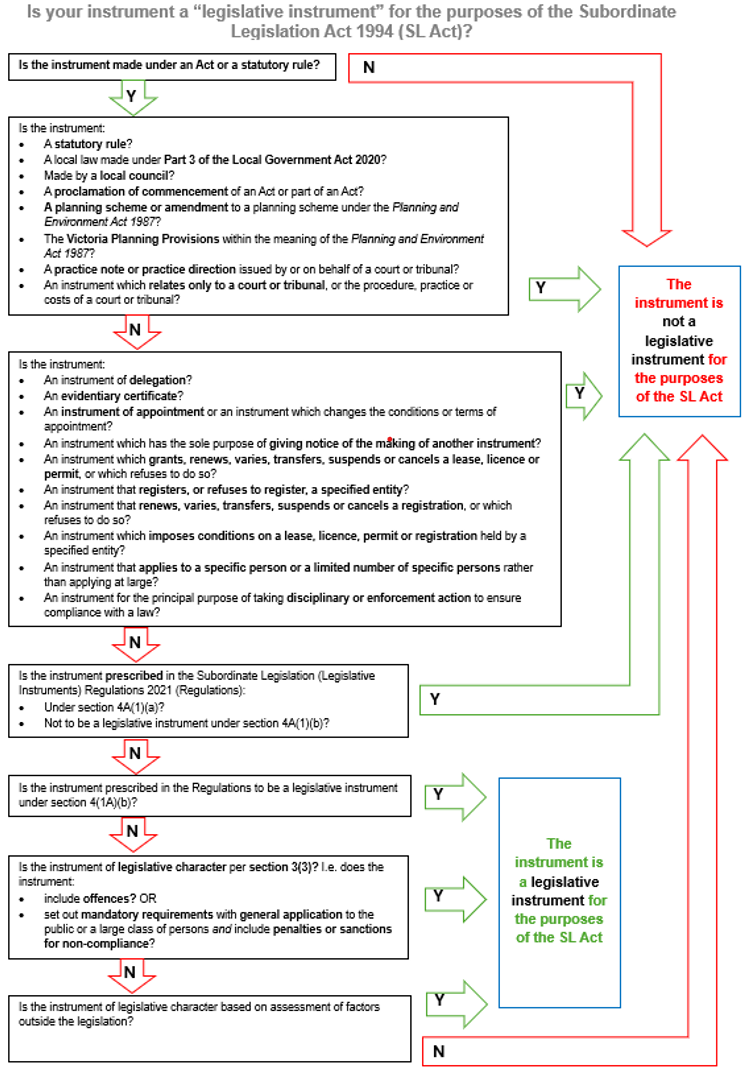 Is your instrument a “legislative instrument” for the purposes of the Subordinate
Legislation Act 1994 (SL Act)?
Is the instrument made under an Act or a statutory rule?
N
Y
Is the instrument:
• A statutory rule?
• A local law made under Part 3 of the Local Government Act 2020?
• Made by a local council?
• A proclamation of commencement of an Act or part of an Act?
• A planning scheme or amendment to a planning scheme under the Planning and
Environment Act 1987?
• The Victoria Planning Provisions within the meaning of the Planning and Environment
Act 1987?
• A practice note or practice direction issued by or on behalf of a court or tribunal?
• An instrument which relates only to a court or tribunal, or the procedure, practice or
costs of a court or tribunal?
Y
The
instrument is
not a
legislative
instrument for
the purposes
of the SL Act
N
Is the instrument:
• An instrument of delegation?
• An evidentiary certificate?
• An instrument of appointment or an instrument which changes the conditions or terms of
appointment?
• An instrument which has the sole purpose of giving notice of the making of another instrument?
• An instrument which grants, renews, varies, transfers, suspends or cancels a lease, licence or
permit, or which refuses to do so?
• An instrument that registers, or refuses to register, a specified entity?
• An instrument that renews, varies, transfers, suspends or cancels a registration, or which
refuses to do so?
• An instrument which imposes conditions on a lease, licence, permit or registration held by a
specified entity?
• An instrument that applies to a specific person or a limited number of specific persons rather
than applying at large?
• An instrument for the principal purpose of taking disciplinary or enforcement action to ensure
compliance with a law?
Y
N
Is the instrument prescribed in the Subordinate Legislation (Legislative
Instruments) Regulations 2021 (Regulations):
• Under section 4A(1)(a)?
• Not to be a legislative instrument under section 4A(1)(b)?
Y
N
Is the instrument prescribed in the Regulations to be a legislative instrument
under section 4(1A)(b)?
Y
N
Is the instrument of legislative character per section 3(3)? I.e. does the
instrument:
• include offences? OR
• set out mandatory requirements with general application to the
public or a large class of persons and include penalties or sanctions
for non-compliance?
Y
The
instrument is
a legislative
instrument for
the purposes
of the SL Act
N
Is the instrument of legislative character based on assessment of factors
outside the legislation?
Y
N